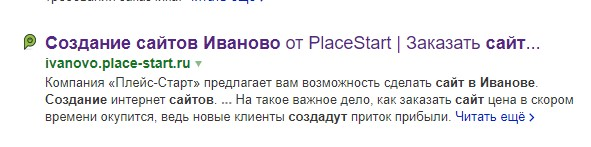 Создание сайтов Иваново от PlaceStart | Заказать сайт...
ivanovo.place-start.ru
Компания «Плейс-Старт» предлагает вам возможность сделать сайт в Иванове.
Создание интернет сайтов. ... На такое важное дело, как заказать сайт цена в скором
времени окупится, ведь новые клиенты создадут приток прибыли. Читать ещё >